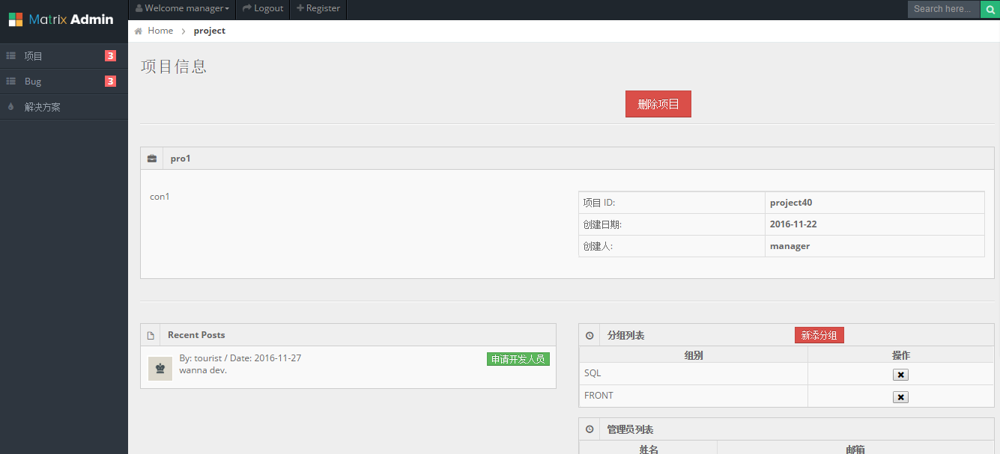 Matrix Admin
Welcome manager
Logout
Register
Search here...
Home
project
项目
3
Bug
3
解决方案
项目信息
删除项目
pro1
con1
项目 ID:
project40
创建日期:
2016-11-22
创建人:
manager
Recent Posts
By: tourist / Date: 2016-11-27
wanna dev.
申请开发人员
分组列表
新添分组
组别
操作
SQL
FRONT
管理员列表
姓名
邮箱